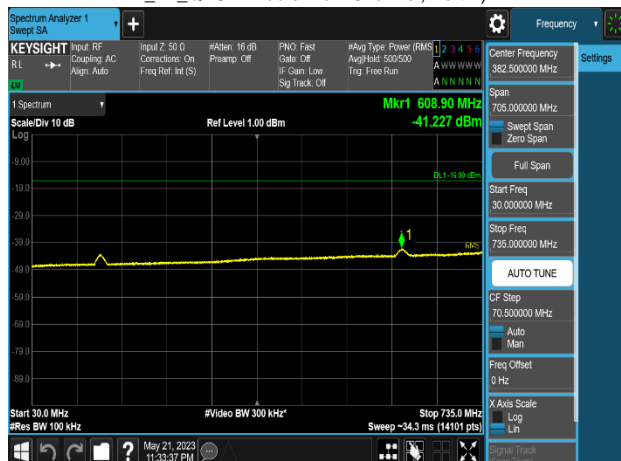 Spectrum Analyzer 1
Swept SA
+
Frequency
KEYSIGHT
Input: RF
Coupling: AC
Align: Auto
RL
Input Z: 50 Ω
Corrections: On
Freq Ref: Int (S)
#Atten: 16 dB
Preamp: Off
PNO: Fast
Gate: Off
IF Gain: Low
Sig Track: Off
#Avg Type: Power (RMS
Avg|Hold: 500/500
Trig: Free Run
1 2 3 4 5 6
A W W W W W
A N N N N N
Center Frequency
382.500000 MHz
Settings
Span
705.000000 MHz
Swept Span
Zero Span
Full Span
Start Freq
30.000000 MHz
Stop Freq
735.000000 MHz
AUTO TUNE
CF Step
70.500000 MHz
Auto
Man
Freq Offset
0 Hz
X Axis Scale
Log
Lin
Signal Track
1 Spectrum
Mkr1 608.90 MHz
-41.227 dBm
Scale/Div 10 dB
Ref Level 1.00 dBm
Log
-9.00
-19.0
-29.0
-39.0
-49.0
-59.0
-69.0
-79.0
-89.0
1
RMS
Start 30.0 MHz
#Video BW 300 kHz*
Stop 735.0 MHz
#Res BW 100 kHz
Sweep ~34.3 ms (14101 pts)
?
May 21, 2023
11:33:37 PM